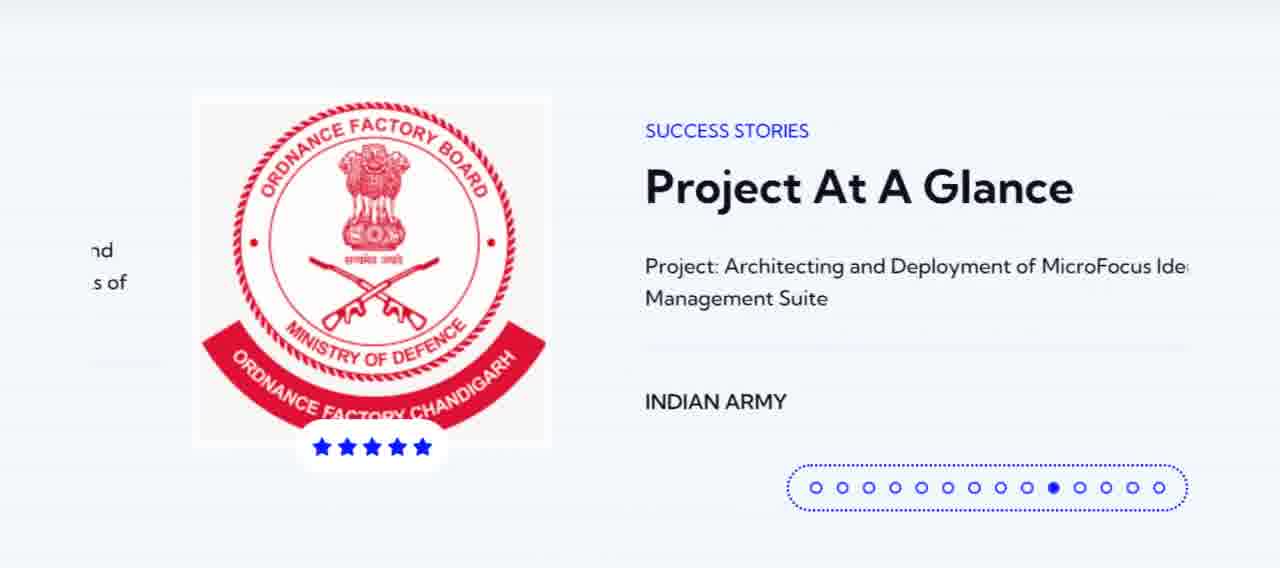 nd
s of
ORDNANCE FACTORY BOARD
सत्यमेव जयते
MINISTRY OF DEFENCE
ORDNANCE FACTORY CHANDIGARH
SUCCESS STORIES
Project At A Glance
Project: Architecting and Deployment of MicroFocus Ide
Management Suite
INDIAN ARMY